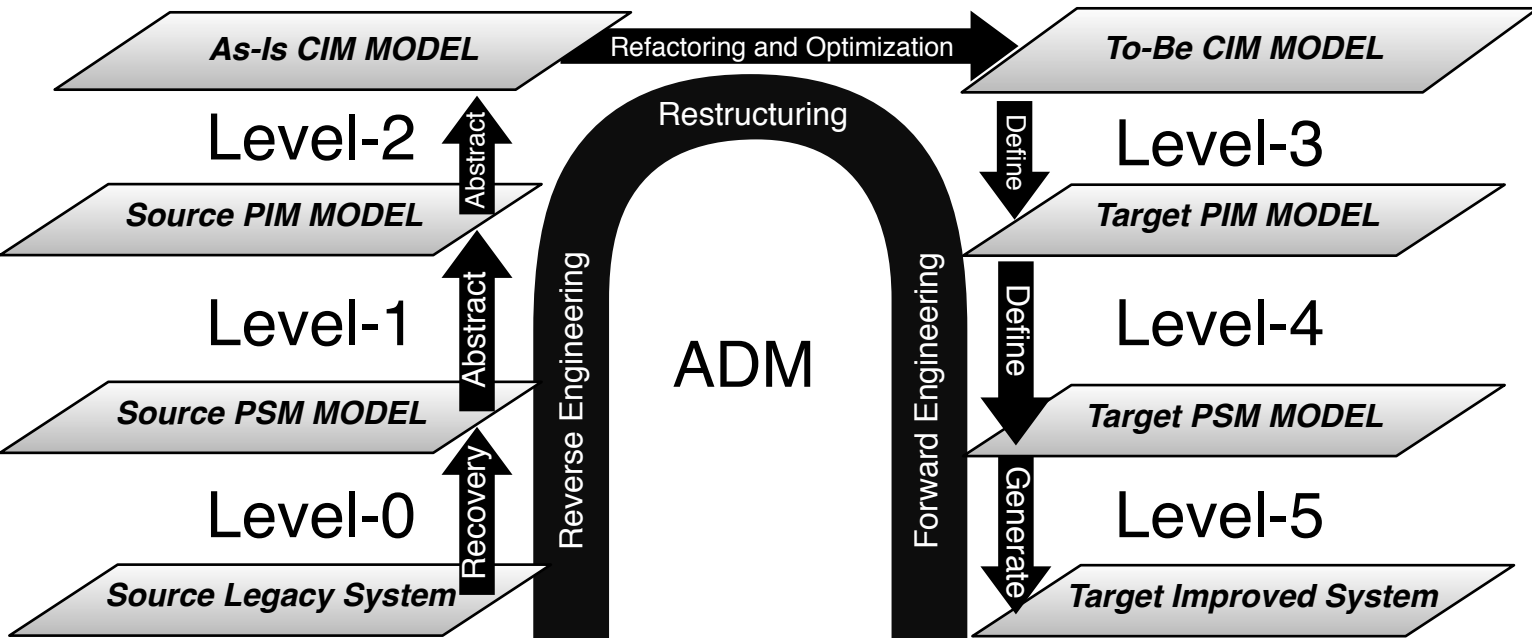 As-Is CIM MODEL
Refactoring and Optimization
To-Be CIM MODEL
Level-2
Abstract
Restructuring
Define
Level-3
Source PIM MODEL
Target PIM MODEL
Level-1
Abstract
Reverse Engineering
ADM
Forward Engineering
Define
Level-4
Source PSM MODEL
Target PSM MODEL
Level-0
Recovery
Generate
Level-5
Source Legacy System
Target Improved System